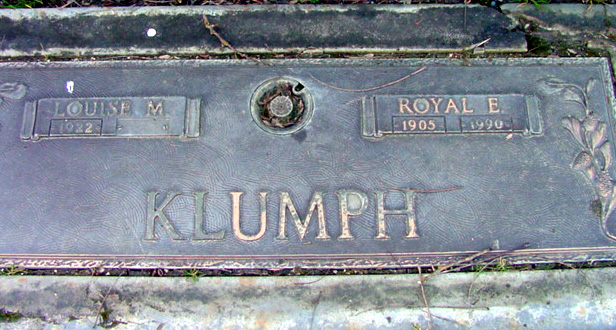 LOUISE M.
1922
ROYAL E.
1905 1990
KLUMPH